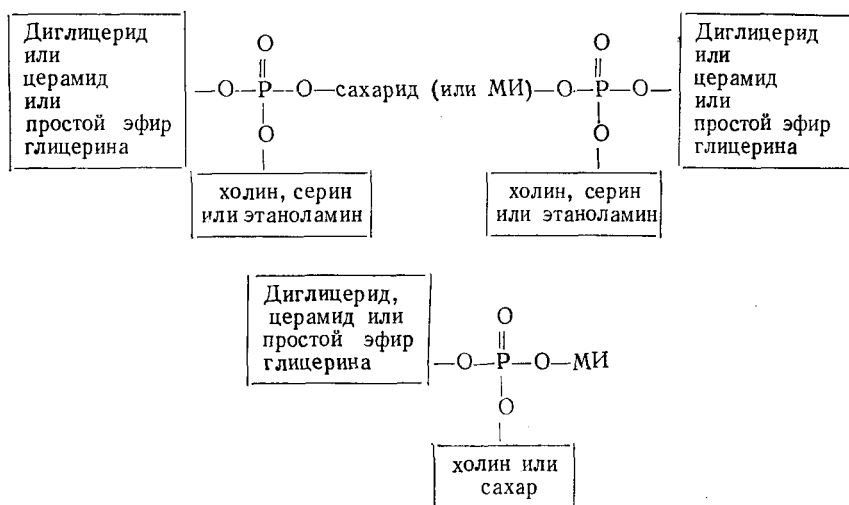 Диглицерид
или
церамид
или
простой эфир
глицерина
O
—O—P—O—сахарид (или МИ)—O—P—O—
O
O
O
Диглицерид
или
церамид
или
простой эфир
глицерина
холин, серин
или этаноламин
холин, серин
или этаноламин
Диглицерид,
церамид или
простой эфир
глицерина
O
—O—P—O—МИ
O
холин или
сахар